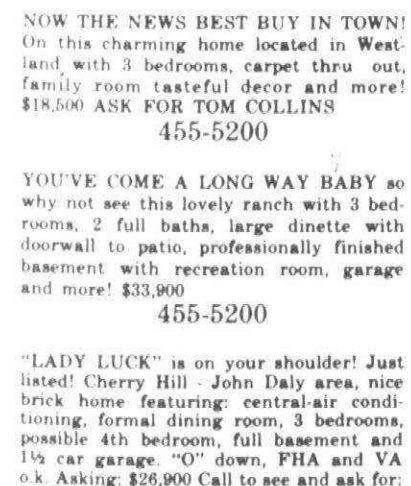 NOW THE NEWS BEST BUY IN TOWN!
On this charming home located in West-
land with 3 bedrooms, carpet thru out,
family room tasteful decor and more!
$18,500 ASK FOR TOM COLLINS
455-5200
YOU'VE COME A LONG WAY BABY so
why not see this lovely ranch with 3 bed-
rooms, 2 full baths, large dinette with
doorwall to patio, professionally finished
basement with recreation room, garage
and more! $33,900
455-5200
"LADY LUCK" is on your shoulder! Just
listed! Cherry Hill - John Daly area, nice
brick home featuring: central-air condi-
tioning, formal dining room, 3 bedrooms,
possible 4th bedroom, full basement and
1½ car garage. "O" down, FHA and VA
o.k. Asking: $26,900 Call to see and ask for: